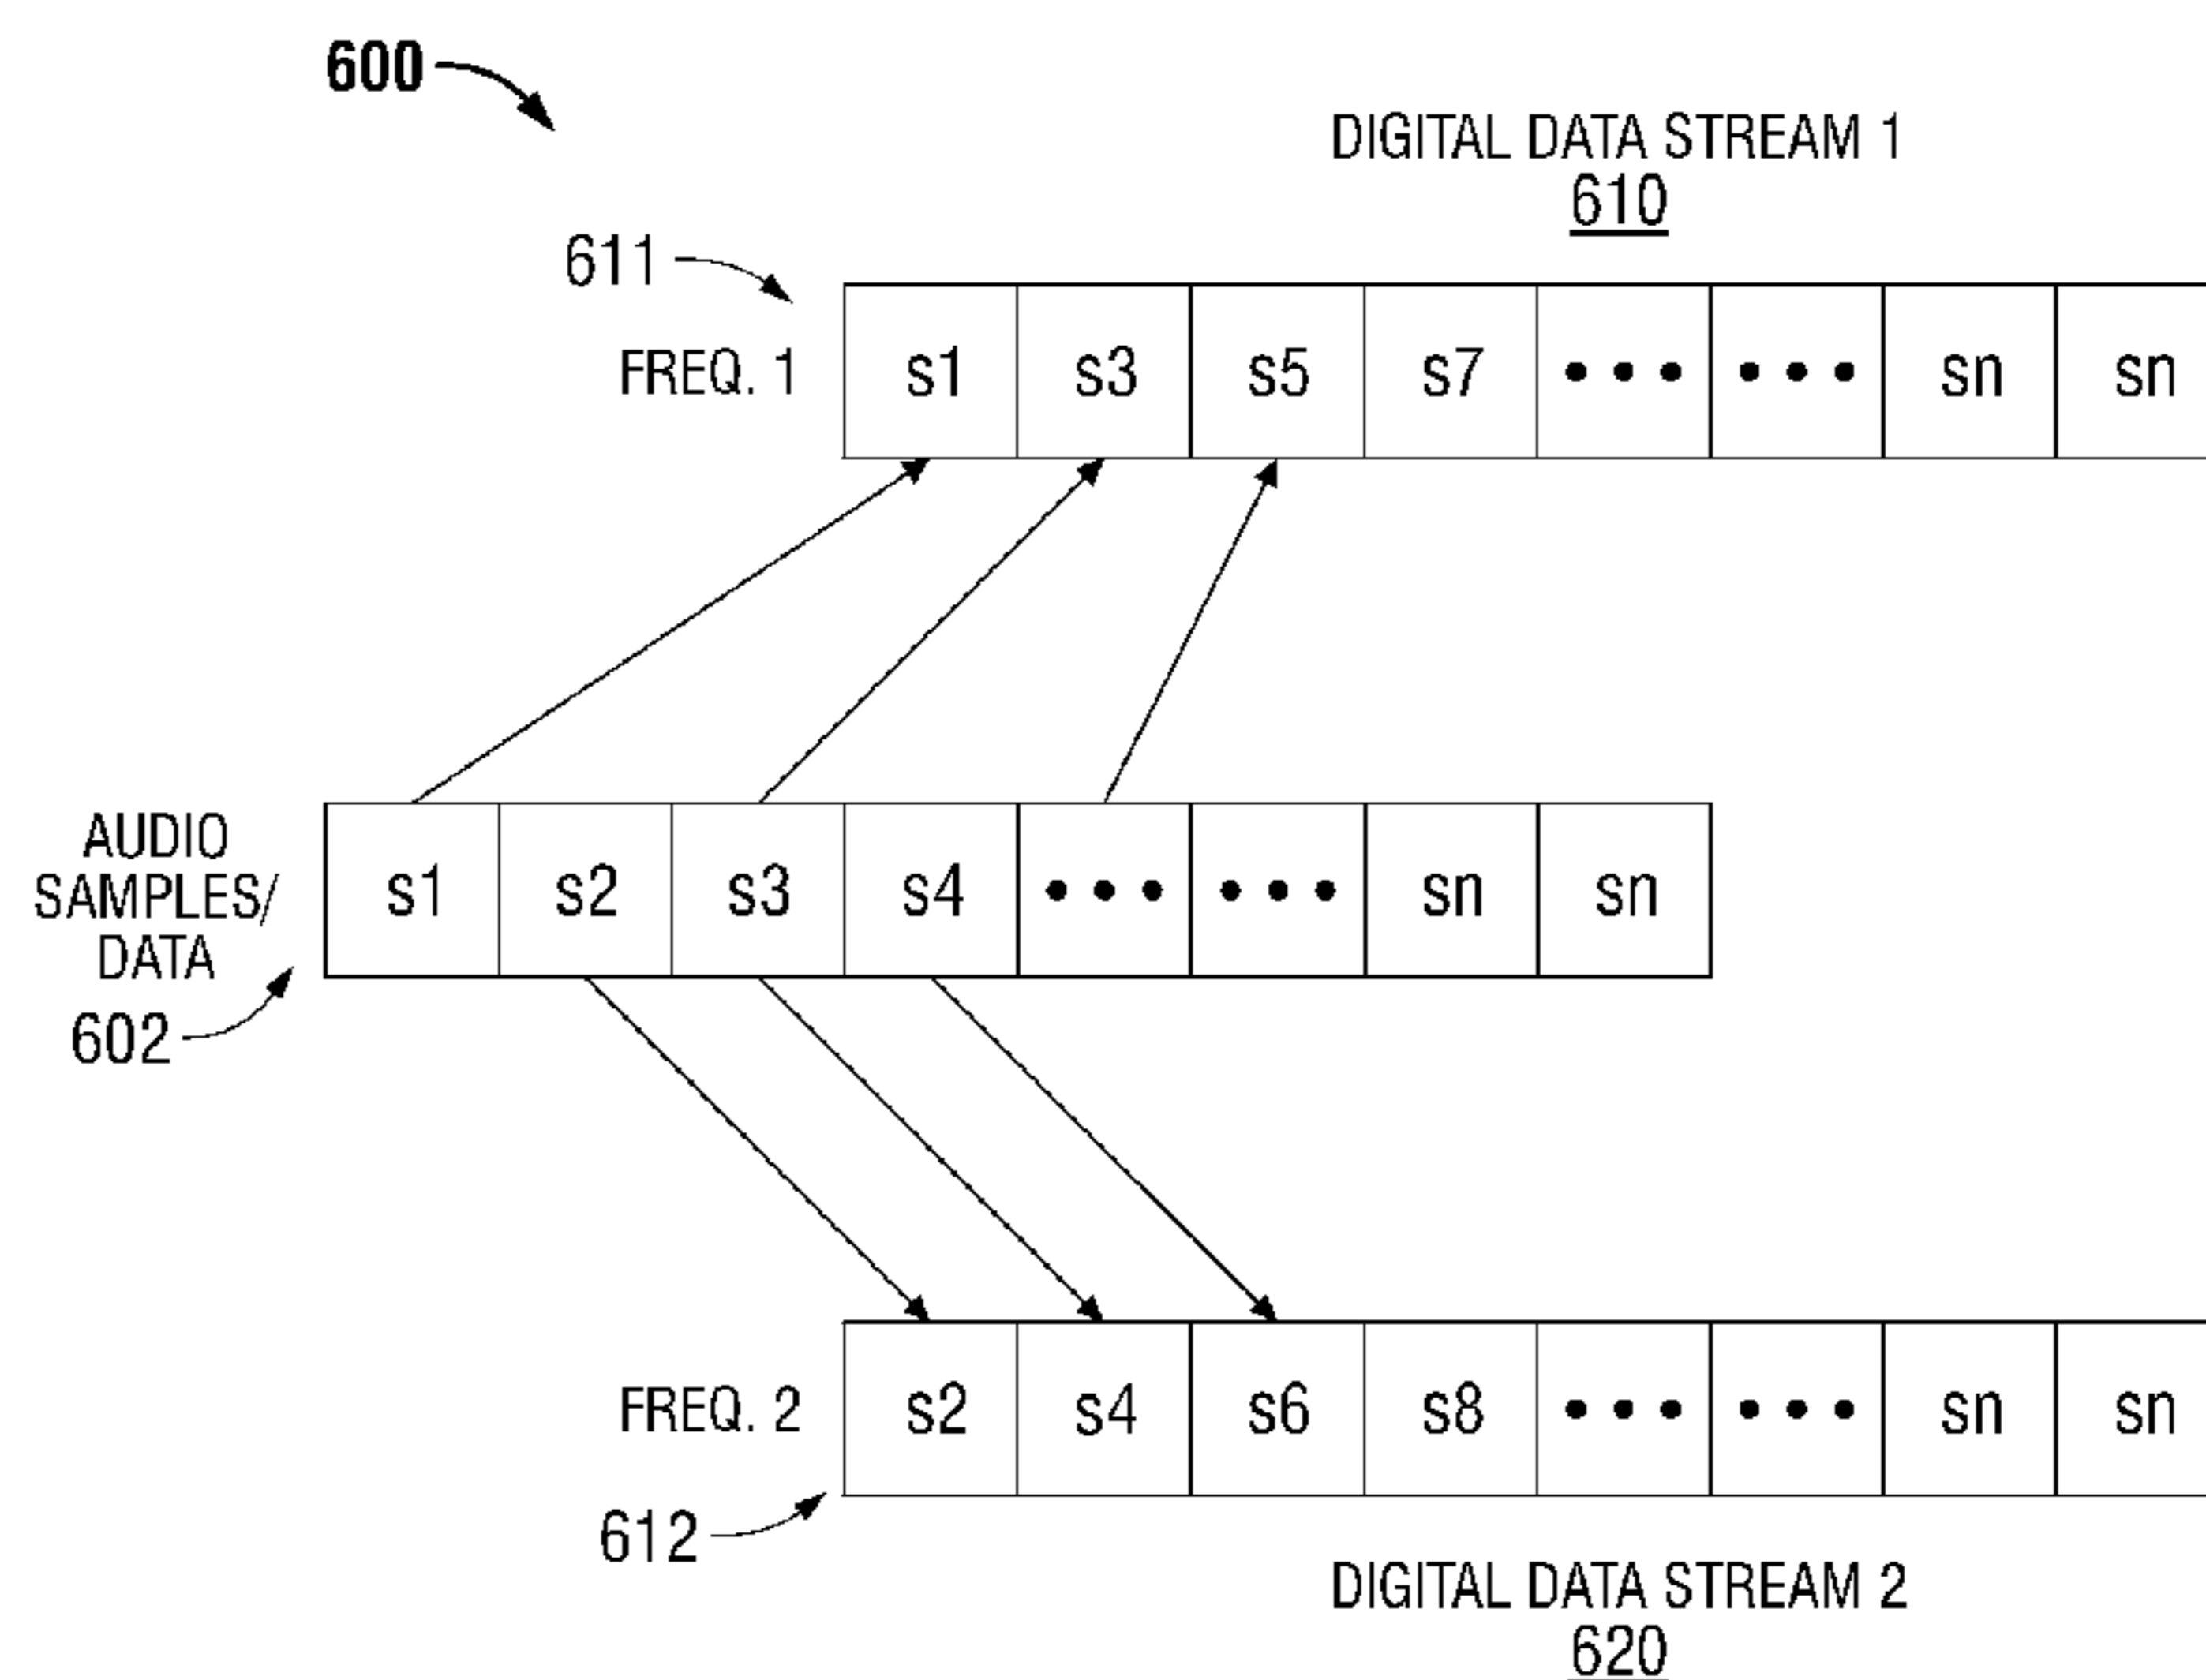 600
DIGITAL DATA STREAM 1
610
611
FREQ. 1
s1 s3 s5 s7 ••• ••• sn sn
AUDIO
SAMPLES/
DATA
602
s1 s2 s3 s4 ••• ••• sn sn
FREQ. 2
s2 s4 s6 s8 ••• ••• sn sn
612
DIGITAL DATA STREAM 2
620